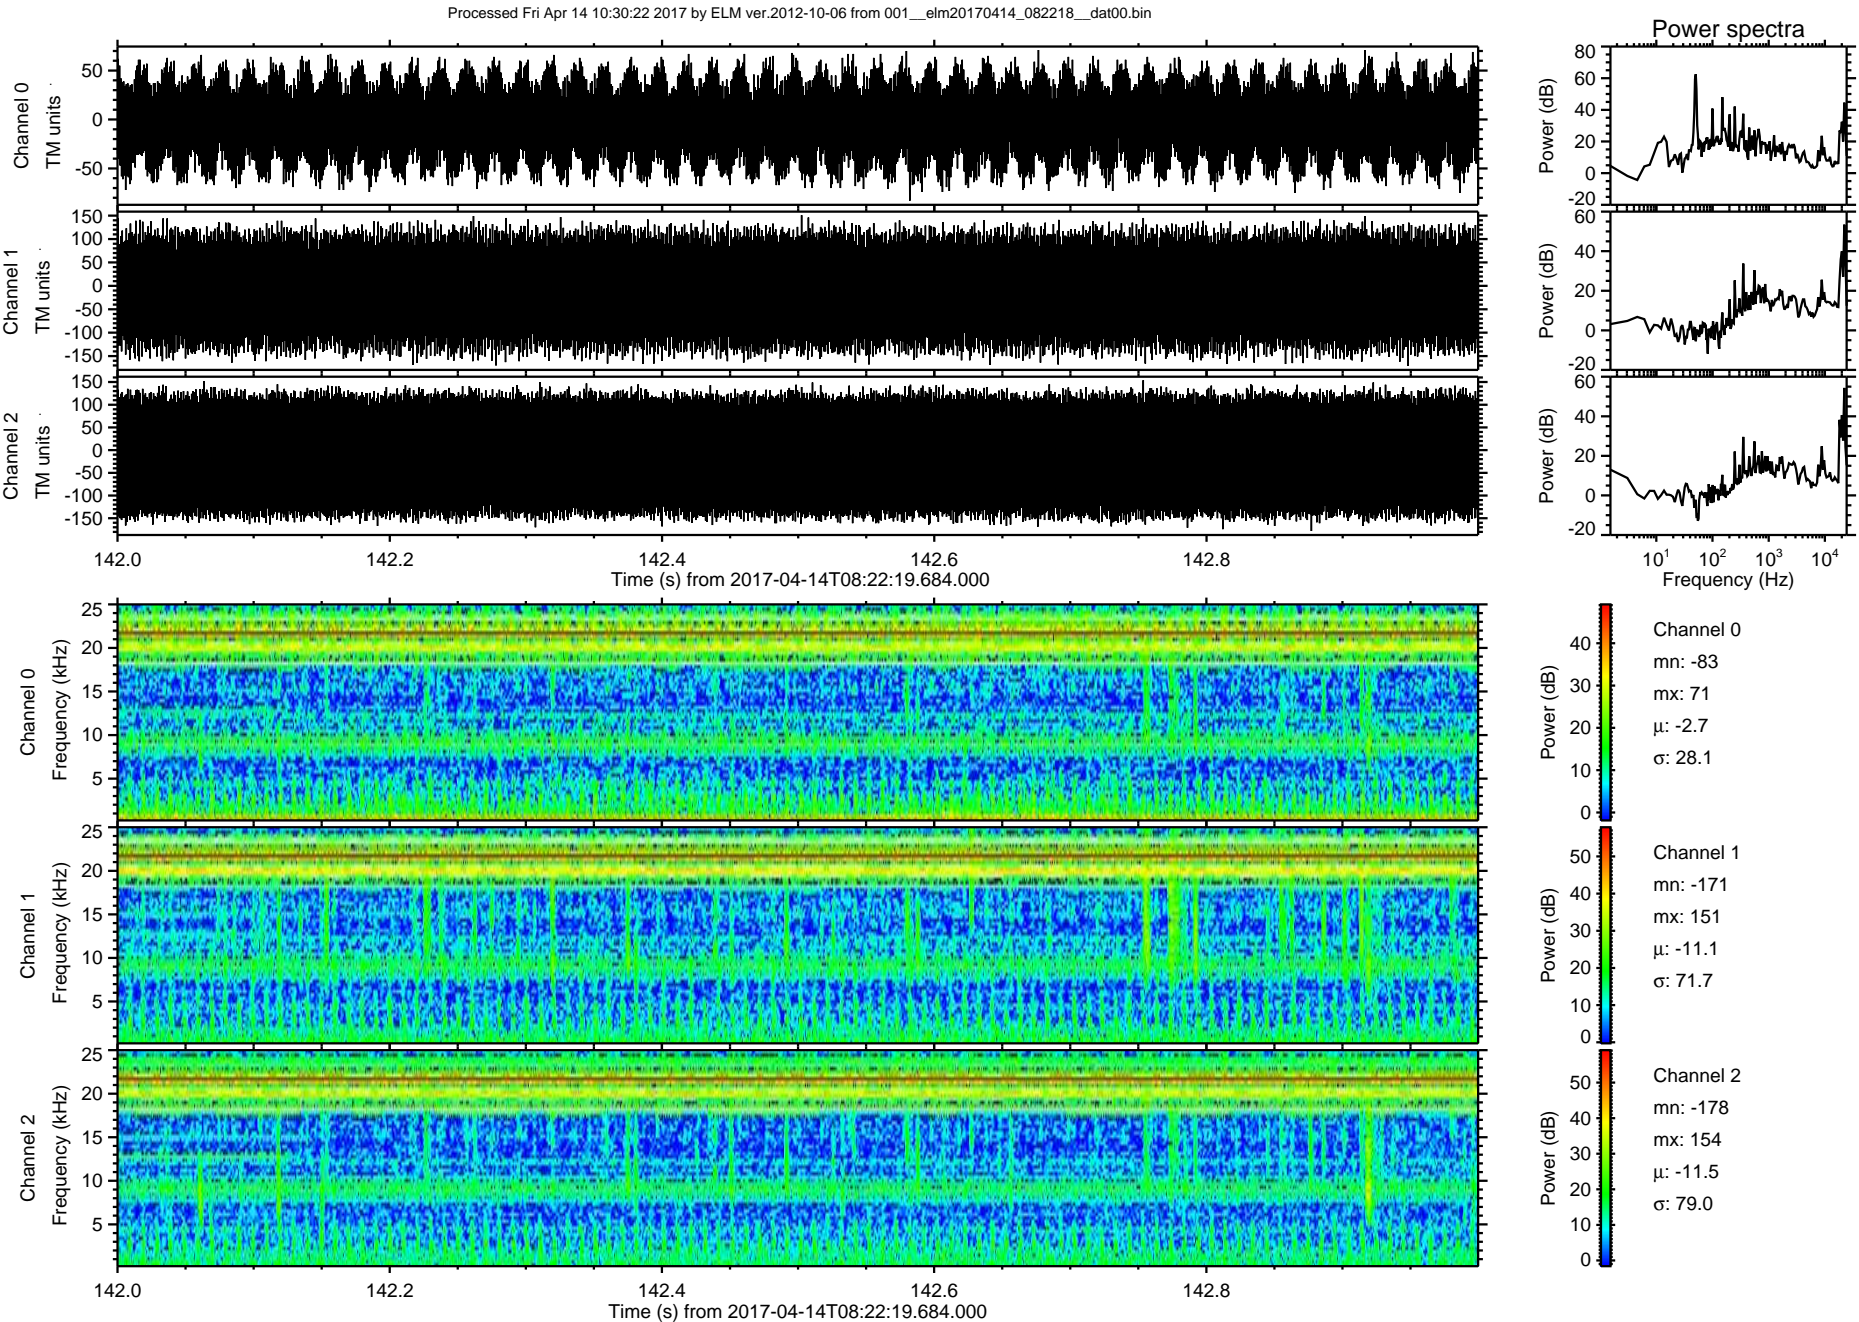 Processed Fri Apr 14 10:30:22 2017 by ELM ver.2012-10-06 from 001__elm20170414_082218__dat00.bin
Power spectra
Channel 0
TM units
50
0
-50
Power (dB)
80
60
40
20
0
-20
Channel 1
TM units
150
100
50
0
-50
-100
-150
Power (dB)
60
40
20
0
-20
Channel 2
TM units
150
100
50
0
-50
-100
-150
Power (dB)
60
40
20
0
-20
142.0 142.2 142.4 142.6 142.8
Time (s) from 2017-04-14T08:22:19.684.000
10¹ 10² 10³ 10⁴
Frequency (Hz)
Channel 0
Frequency (kHz)
25
20
15
10
5
Power (dB)
40
30
20
10
0
Channel 0
mn: -83
mx: 71
μ: -2.7
σ: 28.1
Channel 1
Frequency (kHz)
25
20
15
10
5
Power (dB)
50
40
30
20
10
0
Channel 1
mn: -171
mx: 151
μ: -11.1
σ: 71.7
Channel 2
Frequency (kHz)
25
20
15
10
5
Power (dB)
50
40
30
20
10
0
Channel 2
mn: -178
mx: 154
μ: -11.5
σ: 79.0
142.0 142.2 142.4 142.6 142.8
Time (s) from 2017-04-14T08:22:19.684.000